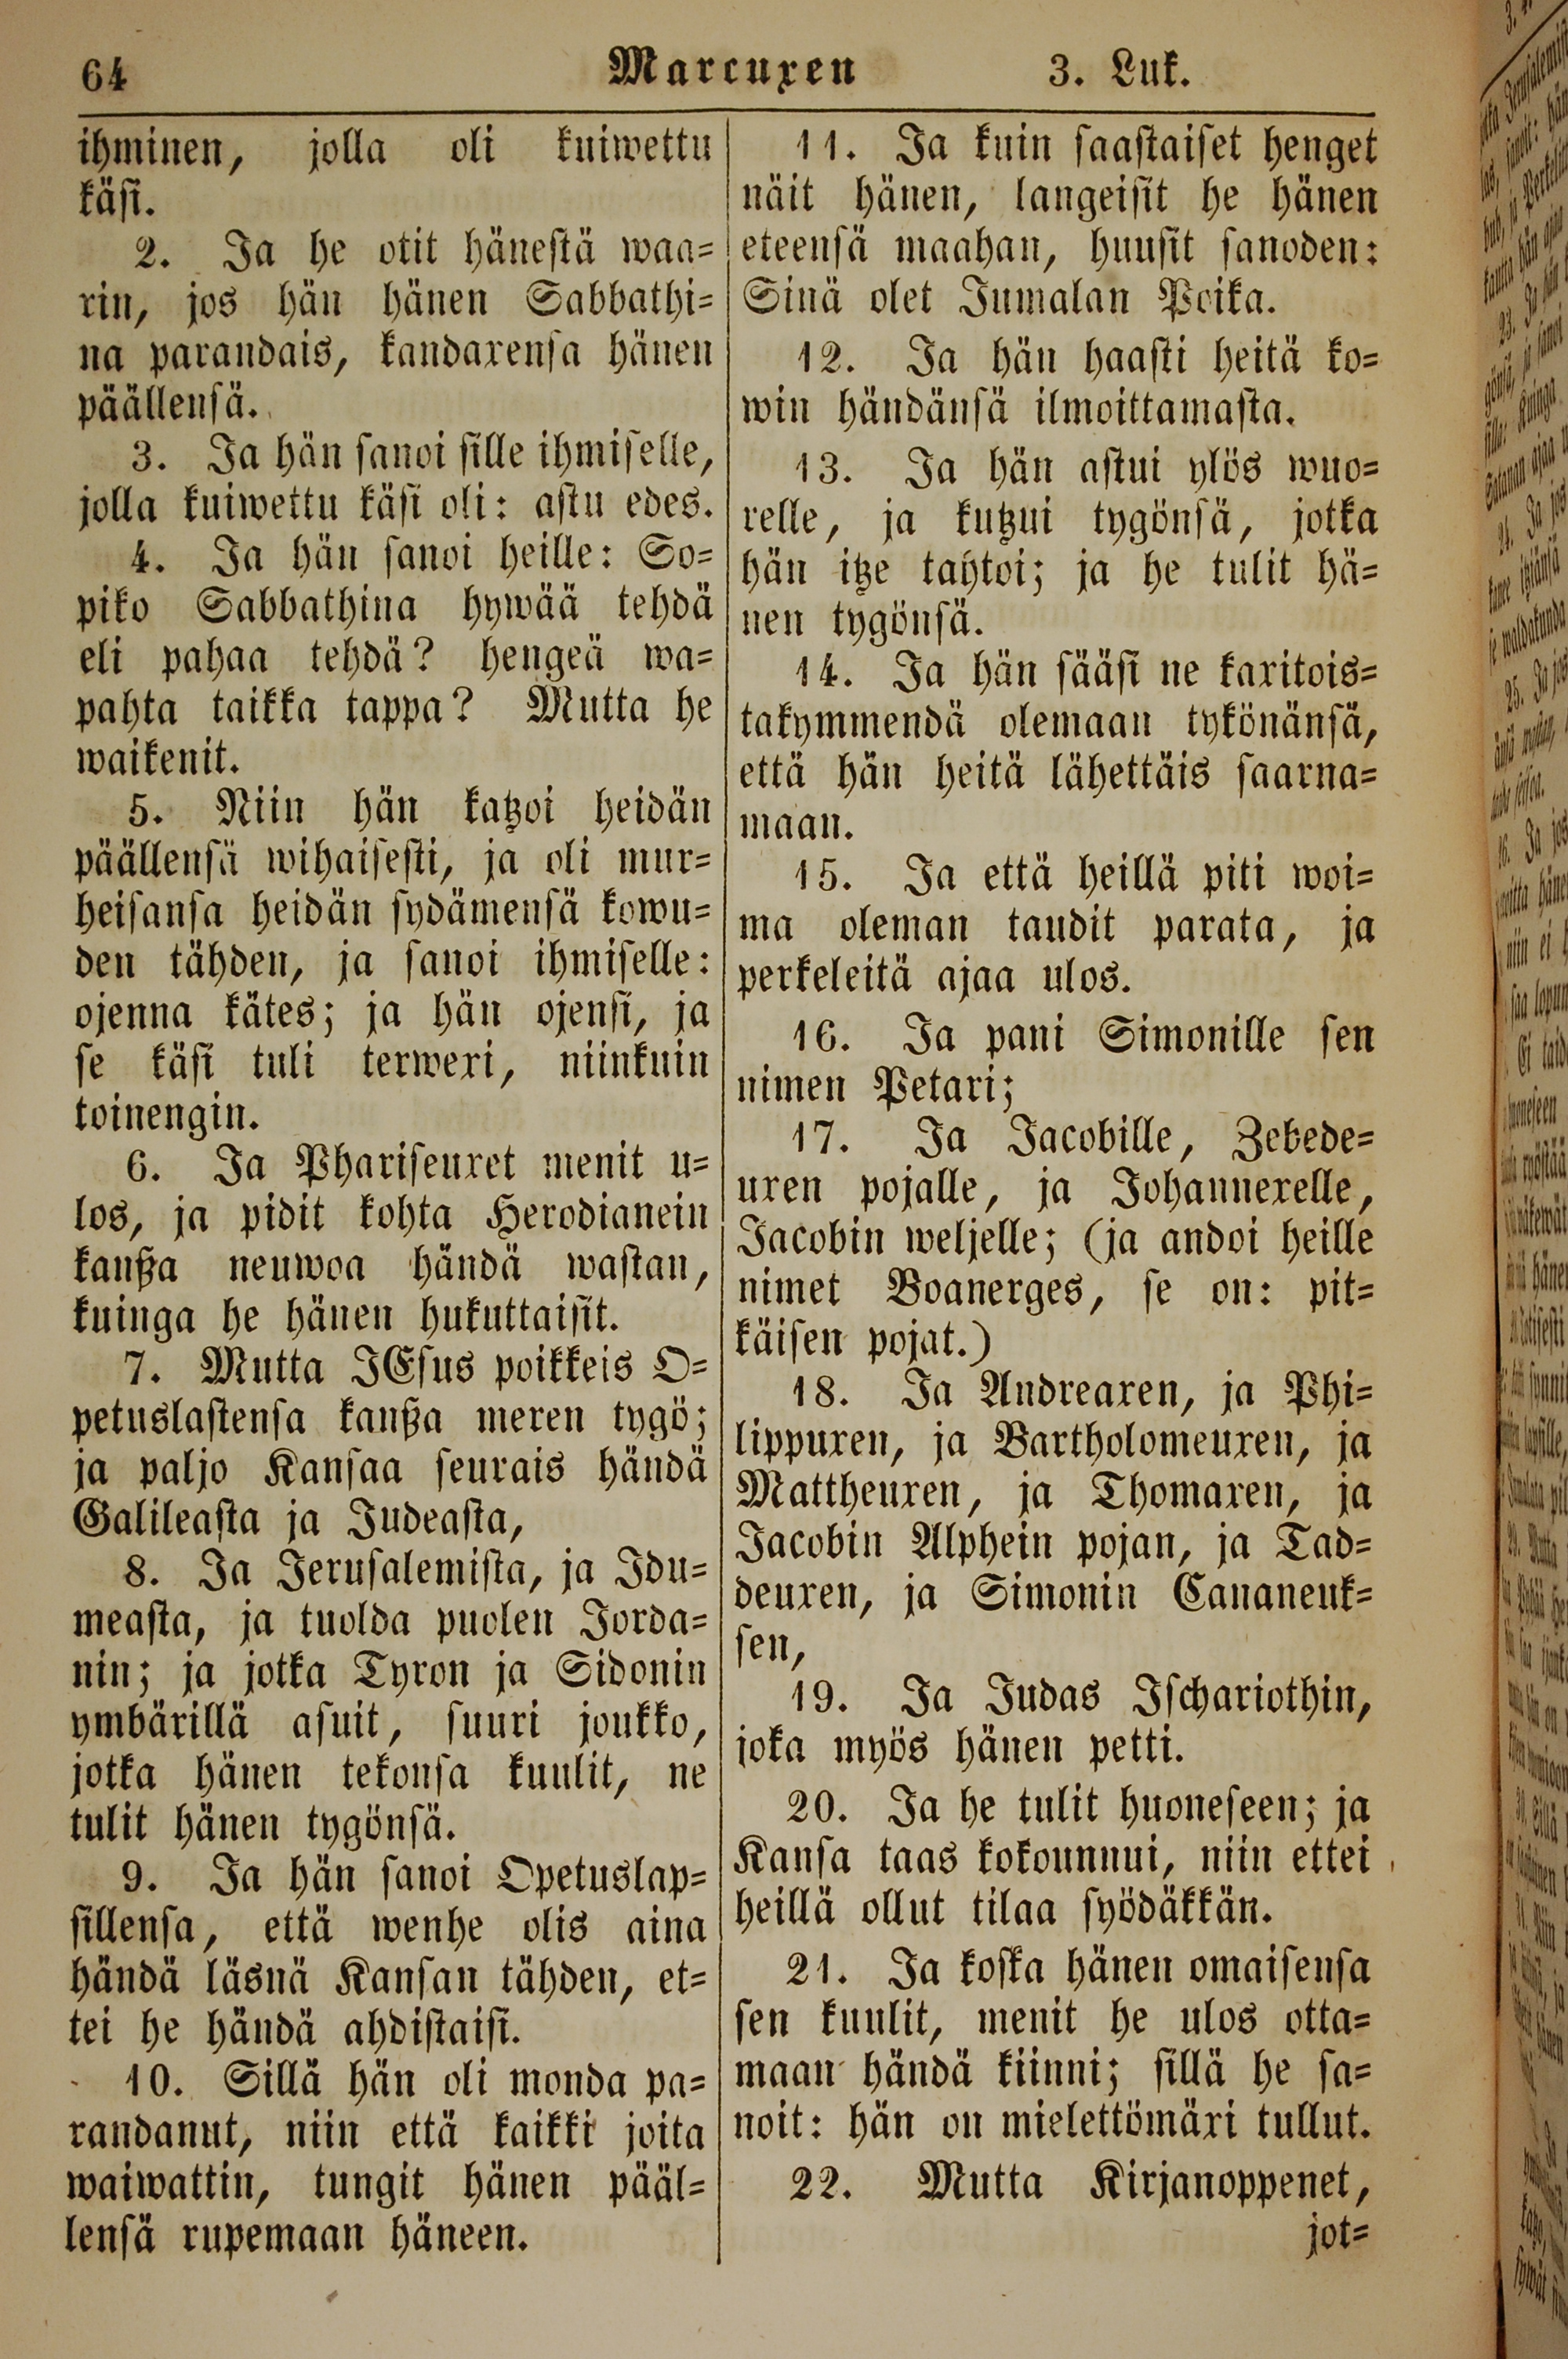 64 Marcuxen 3. Luk.
ihminen, jolla oli kuiwettu
käsi.
2. Ja he otit hänestä waa=
rin, jos hän hänen Sabbathi=
na parandais, kandaxensa hänen
päällensä.
3. Ja hän sanoi sille ihmiselle,
jolla kuiwettu käsi oli: astu edes.
4. Ja hän sanoi heille: So=
piko Sabbathina hywää tehdä
eli pahaa tehdä? hengeä wa=
pahta taikka tappa? Mutta he
waikenit.
5. Niin hän katzoi heidän
päällensä wihaisesti, ja oli mur=
heisansa heidän sydämensä kowu=
den tähden, ja sanoi ihmiselle:
ojenna kätes; ja hän ojensi, ja
se käsi tuli terwexi, niinkuin
toinengin.
6. Ja Phariseuxet menit u=
los, ja pidit kohta Herodianein
kanßa neuwoa händä wastan,
kuinga he hänen hukuttaisit.
7. Mutta JEsus poikkeis O=
petuslastensa kanßa meren tygö;
ja paljo Kansaa seurais händä
Galileasta ja Judeasta,
8. Ja Jerusalemista, ja Idu=
measta, ja tuolda puolen Jorda=
nin; ja jotka Tyron ja Sidonin
ymbärillä asuit, suuri joukko,
jotka hänen tekonsa kuulit, ne
tulit hänen tygönsä.
9. Ja hän sanoi Opetuslap=
sillensa, että wenhe olis aina
händä läsnä Kansan tähden, et=
tei he händä ahdistaisi.
10. Sillä hän oli monda pa=
randanut, niin että kaikki joita
waiwattin, tungit hänen pääl=
lensä rupemaan häneen.
11. Ja kuin saastaiset henget
näit hänen, langeisit he hänen
eteensä maahan, huusit sanoden:
Sinä olet Jumalan Poika.
12. Ja hän haasti heitä ko=
win händänsä ilmoittamasta.
13. Ja hän astui ylös wuo=
relle, ja kutzui tygönsä, jotka
hän itze tahtoi; ja he tulit hä=
nen tygönsä.
14. Ja hän sääsi ne kaxitois=
takymmendä olemaan tykönänsä,
että hän heitä lähettäis saarna=
maan.
15. Ja että heillä piti woi=
ma oleman taudit parata, ja
perkeleitä ajaa ulos.
16. Ja pani Simonille sen
nimen Petari;
17. Ja Jacobille, Zebede=
uxen pojalle, ja Johannexelle,
Jacobin weljelle; (ja andoi heille
nimet Boanerges, se on: pit=
käisen pojat.)
18. Ja Andreaxen, ja Phi=
lippuxen, ja Bartholomeuxen, ja
Mattheuxen, ja Thomaxen, ja
Jacobin Alphein pojan, ja Tad=
deuxen, ja Simonin Cananeuk=
sen,
19. Ja Judas Ischariothin,
joka myös hänen petti.
20. Ja he tulit huoneseen; ja
Kansa taas kokounnui, niin ettei
heillä ollut tilaa syödäkkän.
21. Ja koska hänen omaisensa
sen kuulit, menit he ulos otta=
maan händä kiinni; sillä he sa=
noit: hän on mielettömäxi tullut.
22. Mutta Kirjanoppenet,
jot=